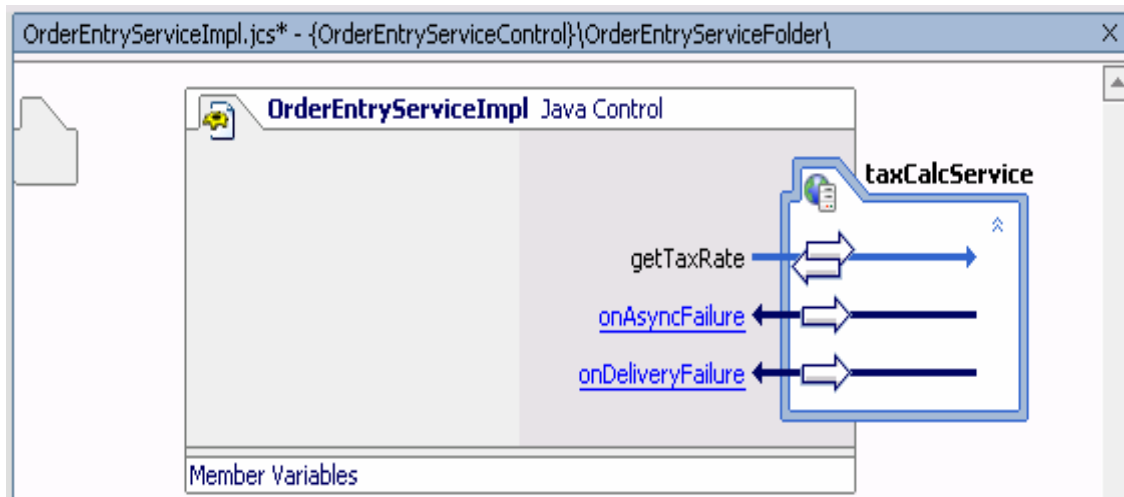 OrderEntryServiceImpl.jcs* - {OrderEntryServiceControl}\OrderEntryServiceFolder\
OrderEntryServiceImpl Java Control
taxCalcService
getTaxRate
onAsyncFailure
onDeliveryFailure
Member Variables